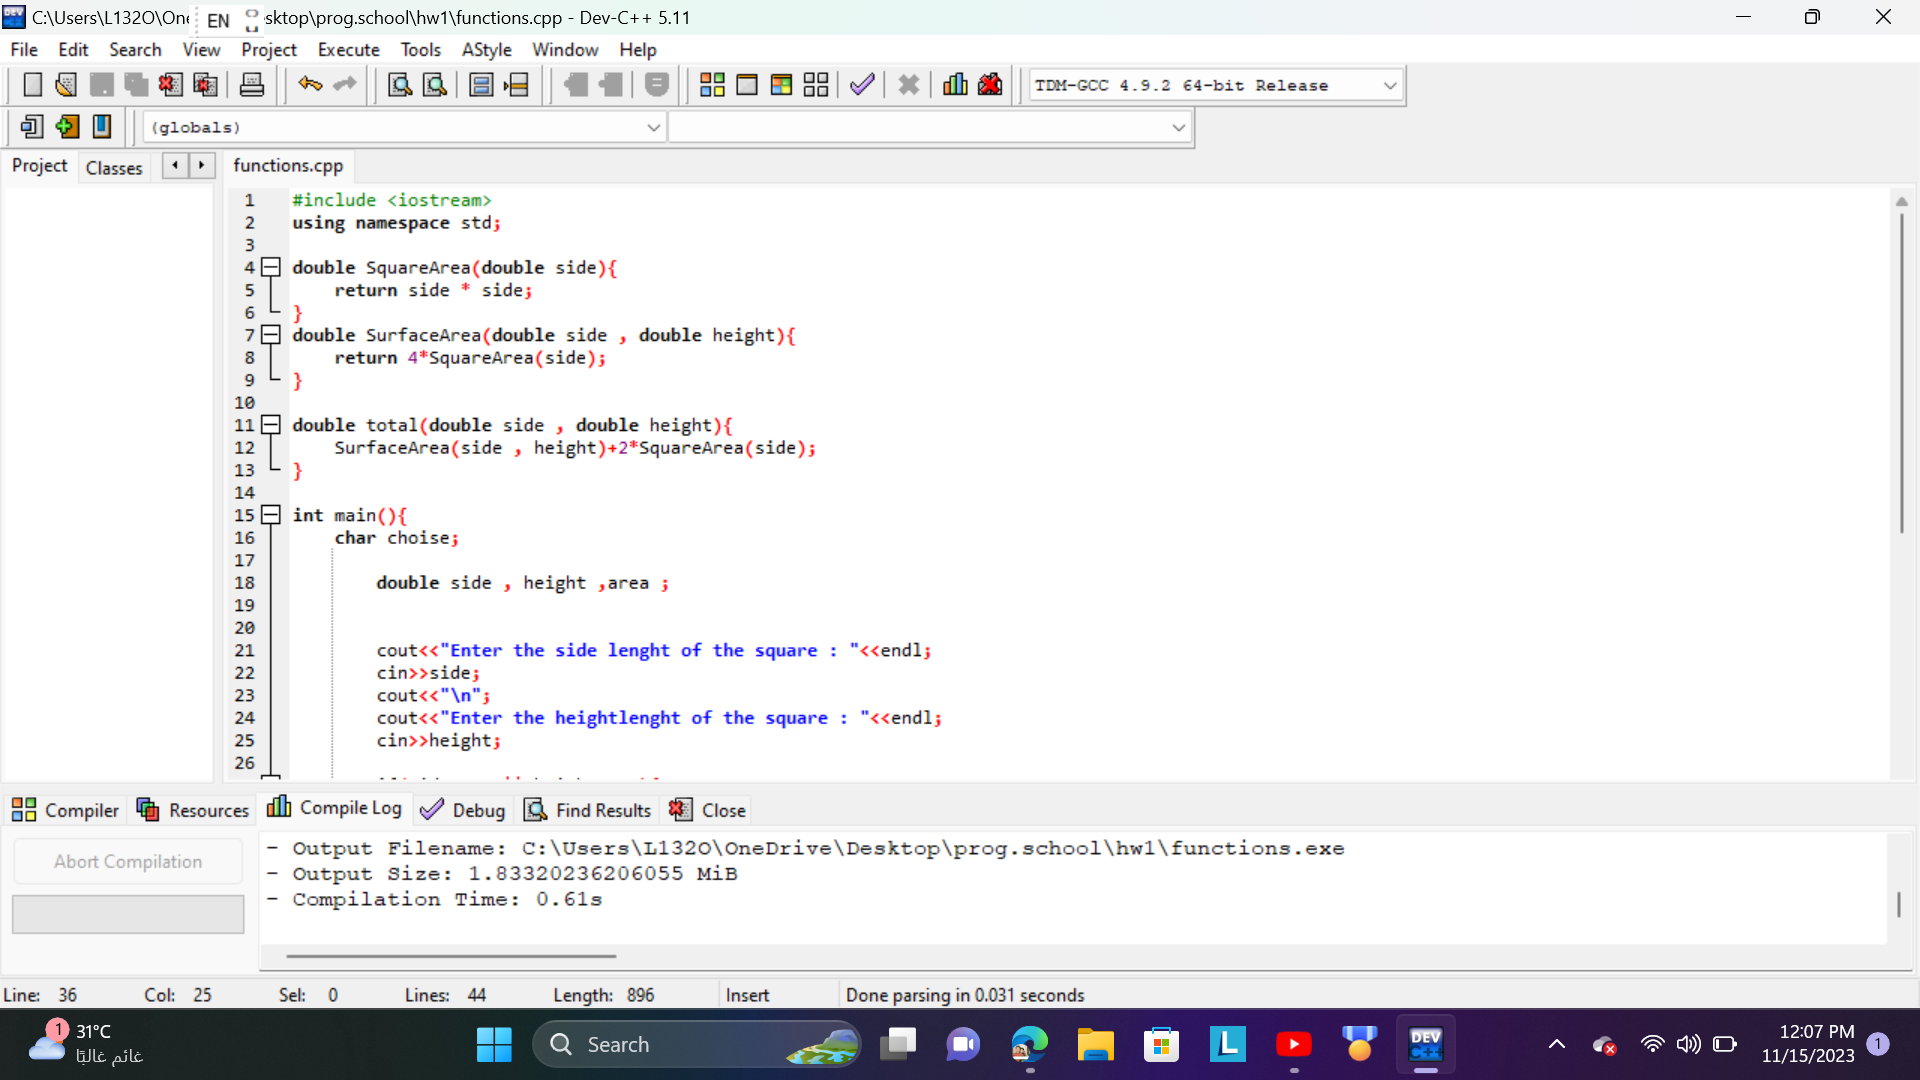 C:\Users\L132O\One
EN
sktop\prog.school\hw1\functions.cpp - Dev-C++ 5.11
File Edit Search View Project Execute Tools AStyle Window Help
TDM-GCC 4.9.2 64-bit Release
(globals)
Project Classes
functions.cpp
1 #include <iostream>
2 using namespace std;
3
4 double SquareArea(double side){
5 return side * side;
6 }
7 double SurfaceArea(double side , double height){
8 return 4*SquareArea(side);
9 }
10
11 double total(double side , double height){
12 SurfaceArea(side , height)+2*SquareArea(side);
13 }
14
15 int main(){
16 char choise;
17
18 double side , height ,area ;
19
20
21 cout<<"Enter the side lenght of the square : "<<endl;
22 cin>>side;
23 cout<<"\n";
24 cout<<"Enter the heightlenght of the square : "<<endl;
25 cin>>height;
26
Compiler Resources Compile Log Debug Find Results Close
Abort Compilation
- Output Filename: C:\Users\L132O\OneDrive\Desktop\prog.school\hw1\functions.exe
- Output Size: 1.83320236206055 MiB
- Compilation Time: 0.61s
Line: 36 Col: 25 Sel: 0 Lines: 44 Length: 896 Insert Done parsing in 0.031 seconds
1
31°C
غائم غالبًا
Search
L
DEV
C++
12:07 PM
11/15/2023
1